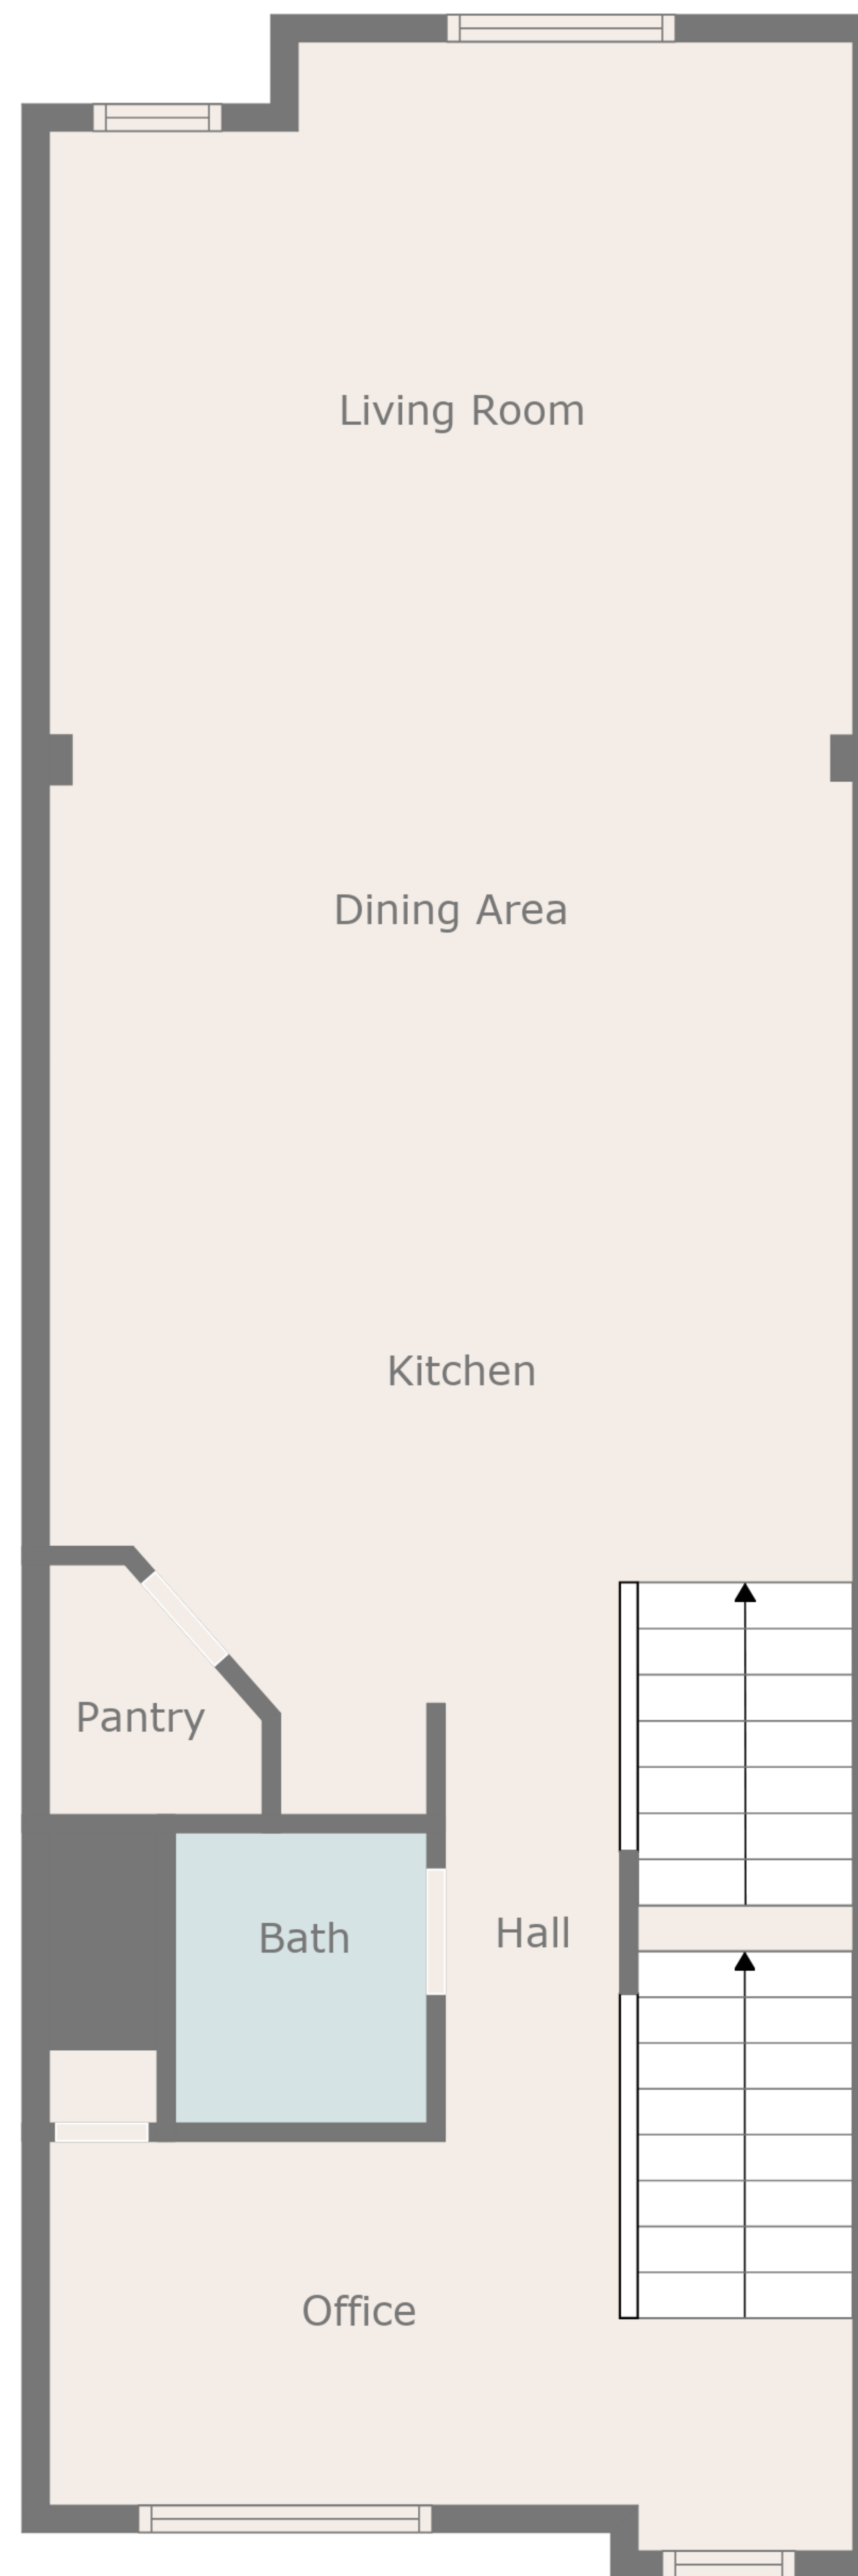 Living Room
Dining Area
Kitchen
Pantry
Bath
Hall
Office